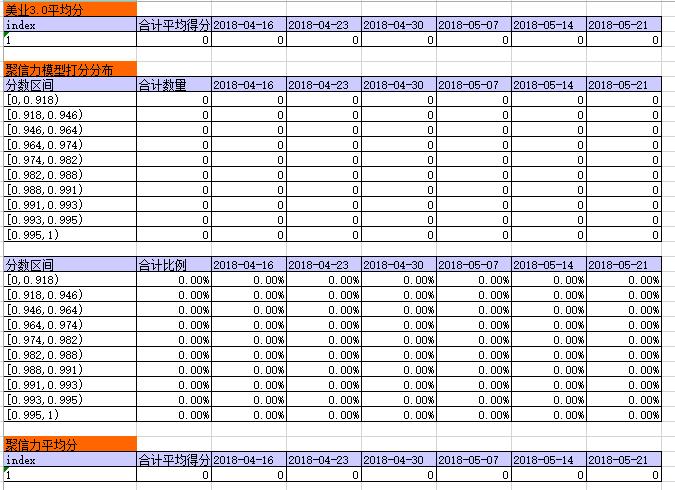 美业3.0平均分
index 合计平均得分 2018-04-16 2018-04-23 2018-04-30 2018-05-07 2018-05-14 2018-05-21
1 0 0 0 0 0 0 0
聚信力模型打分分布
分数区间 合计数量 2018-04-16 2018-04-23 2018-04-30 2018-05-07 2018-05-14 2018-05-21
[0,0.918) 0 0 0 0 0 0 0
[0.918,0.946) 0 0 0 0 0 0 0
[0.946,0.964) 0 0 0 0 0 0 0
[0.964,0.974) 0 0 0 0 0 0 0
[0.974,0.982) 0 0 0 0 0 0 0
[0.982,0.988) 0 0 0 0 0 0 0
[0.988,0.991) 0 0 0 0 0 0 0
[0.991,0.993) 0 0 0 0 0 0 0
[0.993,0.995) 0 0 0 0 0 0 0
[0.995,1) 0 0 0 0 0 0 0
分数区间 合计比例 2018-04-16 2018-04-23 2018-04-30 2018-05-07 2018-05-14 2018-05-21
[0,0.918) 0.00% 0.00% 0.00% 0.00% 0.00% 0.00% 0.00%
[0.918,0.946) 0.00% 0.00% 0.00% 0.00% 0.00% 0.00% 0.00%
[0.946,0.964) 0.00% 0.00% 0.00% 0.00% 0.00% 0.00% 0.00%
[0.964,0.974) 0.00% 0.00% 0.00% 0.00% 0.00% 0.00% 0.00%
[0.974,0.982) 0.00% 0.00% 0.00% 0.00% 0.00% 0.00% 0.00%
[0.982,0.988) 0.00% 0.00% 0.00% 0.00% 0.00% 0.00% 0.00%
[0.988,0.991) 0.00% 0.00% 0.00% 0.00% 0.00% 0.00% 0.00%
[0.991,0.993) 0.00% 0.00% 0.00% 0.00% 0.00% 0.00% 0.00%
[0.993,0.995) 0.00% 0.00% 0.00% 0.00% 0.00% 0.00% 0.00%
[0.995,1) 0.00% 0.00% 0.00% 0.00% 0.00% 0.00% 0.00%
聚信力平均分
index 合计平均得分 2018-04-16 2018-04-23 2018-04-30 2018-05-07 2018-05-14 2018-05-21
1 0 0 0 0 0 0 0